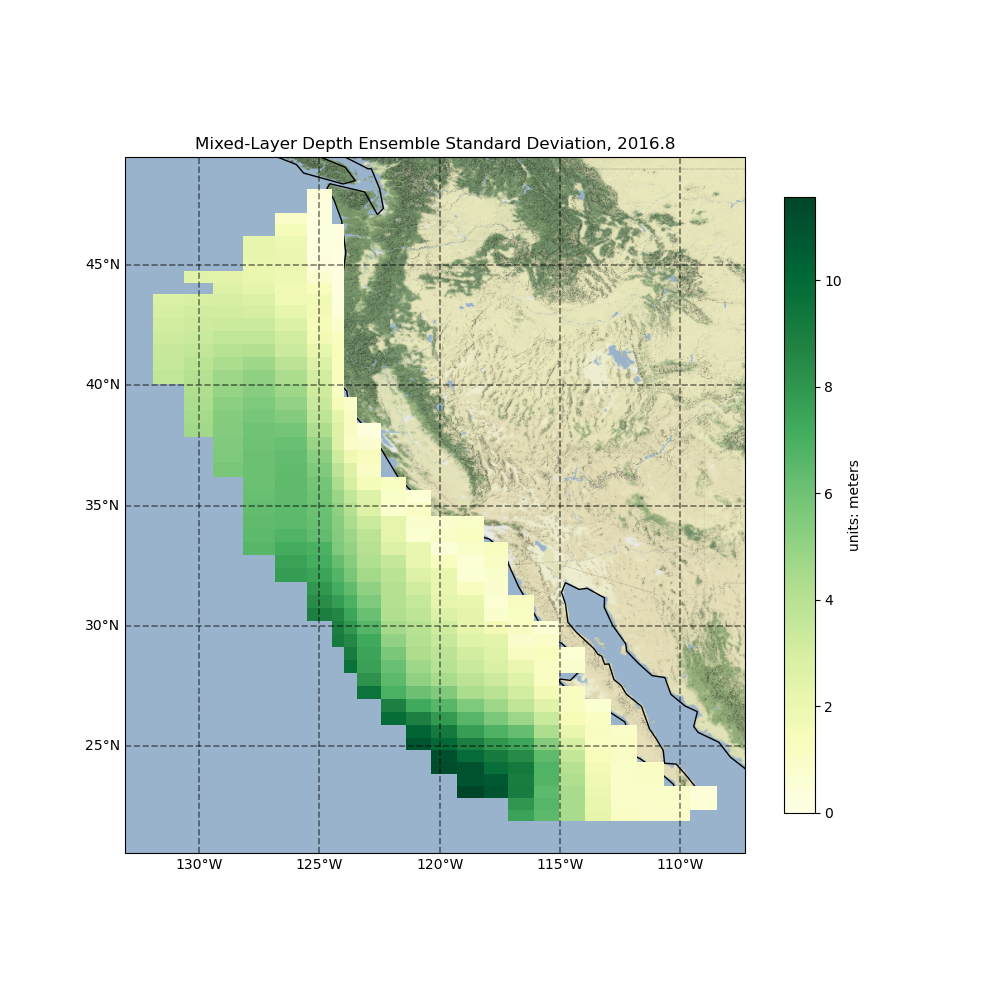 Mixed-Layer Depth Ensemble Standard Deviation, 2016.8
45°N
40°N
35°N
30°N
25°N
130°W
125°W
120°W
115°W
110°W
10
8
6
4
2
0
units: meters